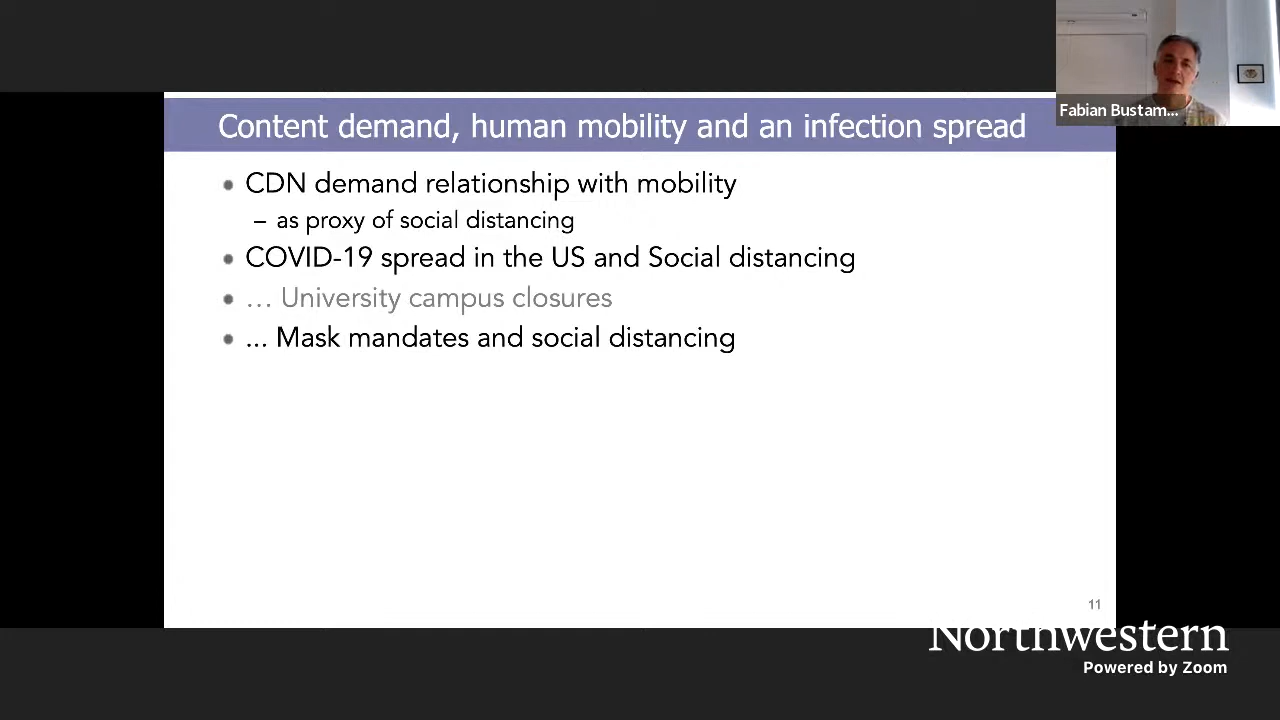 Content demand, human mobility and an infection spread
Fabian Bustam...
CDN demand relationship with mobility
– as proxy of social distancing
COVID-19 spread in the US and Social distancing
... University campus closures
... Mask mandates and social distancing
11
Northwestern
Powered by Zoom